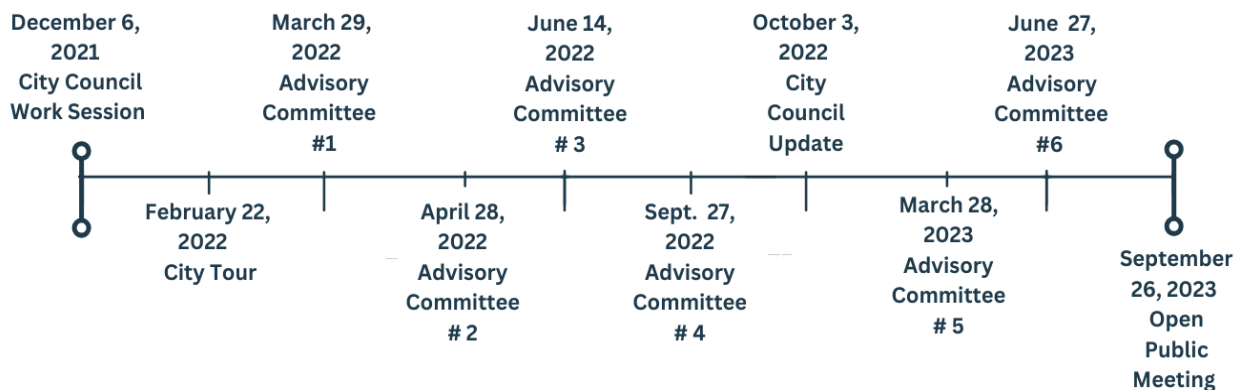 December 6,
2021
City Council
Work Session
February 22,
2022
City Tour
March 29,
2022
Advisory
Committee
#1
April 28,
2022
Advisory
Committee
# 2
June 14,
2022
Advisory
Committee
# 3
Sept. 27,
2022
Advisory
Committee
# 4
October 3,
2022
City
Council
Update
March 28,
2023
Advisory
Committee
# 5
June 27,
2023
Advisory
Committee
#6
September
26, 2023
Open
Public
Meeting